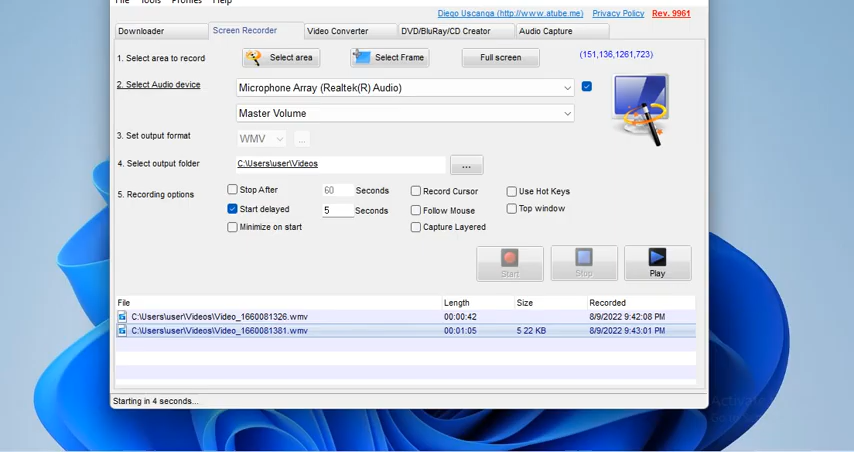 File Tools Profiles Help
Diego Uscanga (http://www.atube.me) Privacy Policy Rev. 9961
Downloader Screen Recorder Video Converter DVD/BluRay/CD Creator Audio Capture
1. Select area to record Select area Select Frame Full screen (151,136,1261,723)
2. Select Audio device Microphone Array (Realtek(R) Audio)
Master Volume
3. Set output format WMV ...
4. Select output folder C:\Users\user\Videos ...
5. Recording options Stop After 60 Seconds Record Cursor Use Hot Keys
Start delayed 5 Seconds Follow Mouse Top window
Minimize on start Capture Layered
Start Stop Play
File Length Size Recorded
C:\Users\user\Videos\Video_1660081326.wmv 00:00:42 8/9/2022 9:42:08 PM
C:\Users\user\Videos\Video_1660081381.wmv 00:01:05 5 22 KB 8/9/2022 9:43:01 PM
Activate
Starting in 4 seconds...